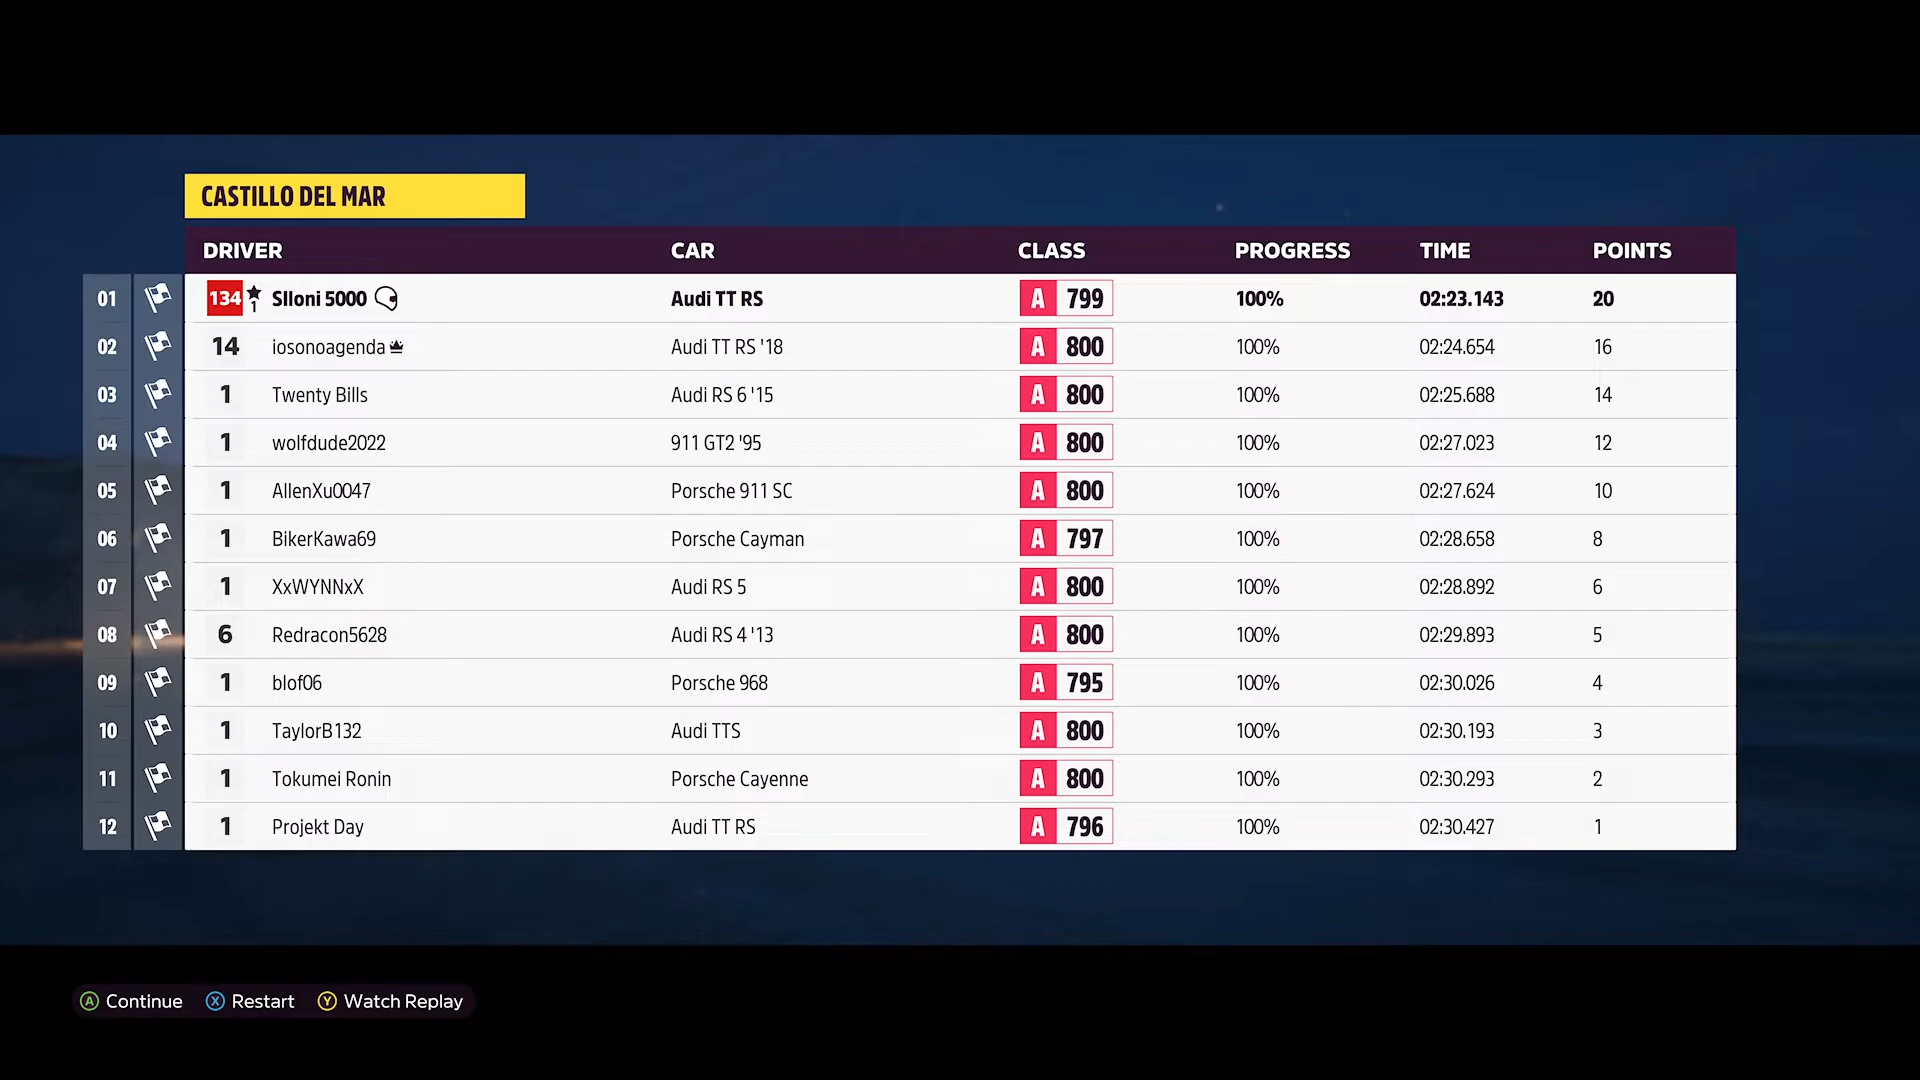 CASTILLO DEL MAR
DRIVER CAR CLASS PROGRESS TIME POINTS
01 134 1 Slloni 5000 Audi TT RS A 799 100% 02:23.143 20
02 14 iosonoagenda Audi TT RS '18 A 800 100% 02:24.654 16
03 1 Twenty Bills Audi RS 6 '15 A 800 100% 02:25.688 14
04 1 wolfdude2022 911 GT2 '95 A 800 100% 02:27.023 12
05 1 AllenXu0047 Porsche 911 SC A 800 100% 02:27.624 10
06 1 BikerKawa69 Porsche Cayman A 797 100% 02:28.658 8
07 1 XxWYNNxX Audi RS 5 A 800 100% 02:28.892 6
08 6 Redracon5628 Audi RS 4 '13 A 800 100% 02:29.893 5
09 1 blof06 Porsche 968 A 795 100% 02:30.026 4
10 1 TaylorB132 Audi TTS A 800 100% 02:30.193 3
11 1 Tokumei Ronin Porsche Cayenne A 800 100% 02:30.293 2
12 1 Projekt Day Audi TT RS A 796 100% 02:30.427 1
A Continue X Restart Y Watch Replay